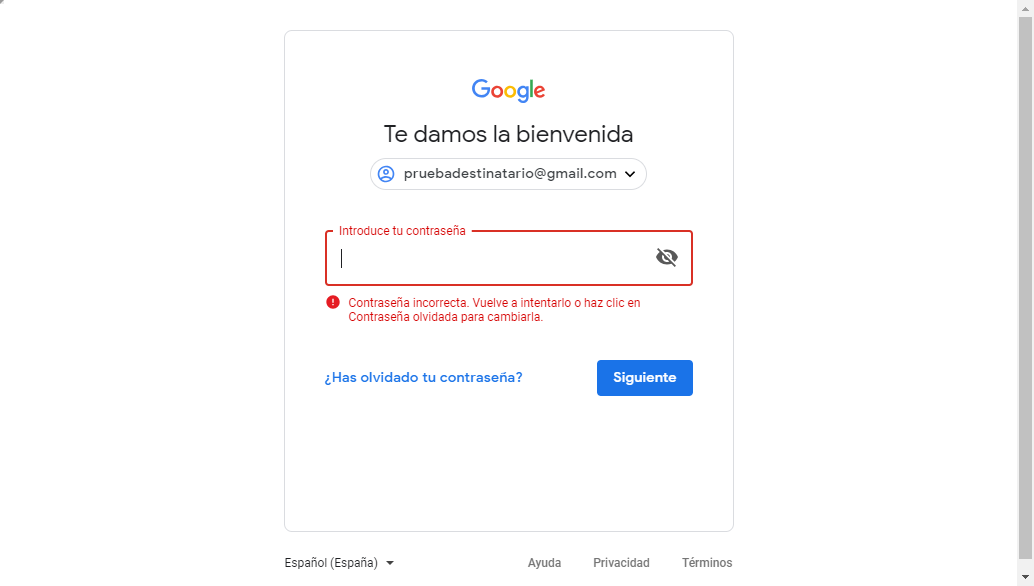 Google
Te damos la bienvenida
pruebadestinatario@gmail.com
Introduce tu contraseña
Contraseña incorrecta. Vuelve a intentarlo o haz clic en
Contraseña olvidada para cambiarla.
¿Has olvidado tu contraseña?
Siguiente
Español (España)
Ayuda
Privacidad
Términos